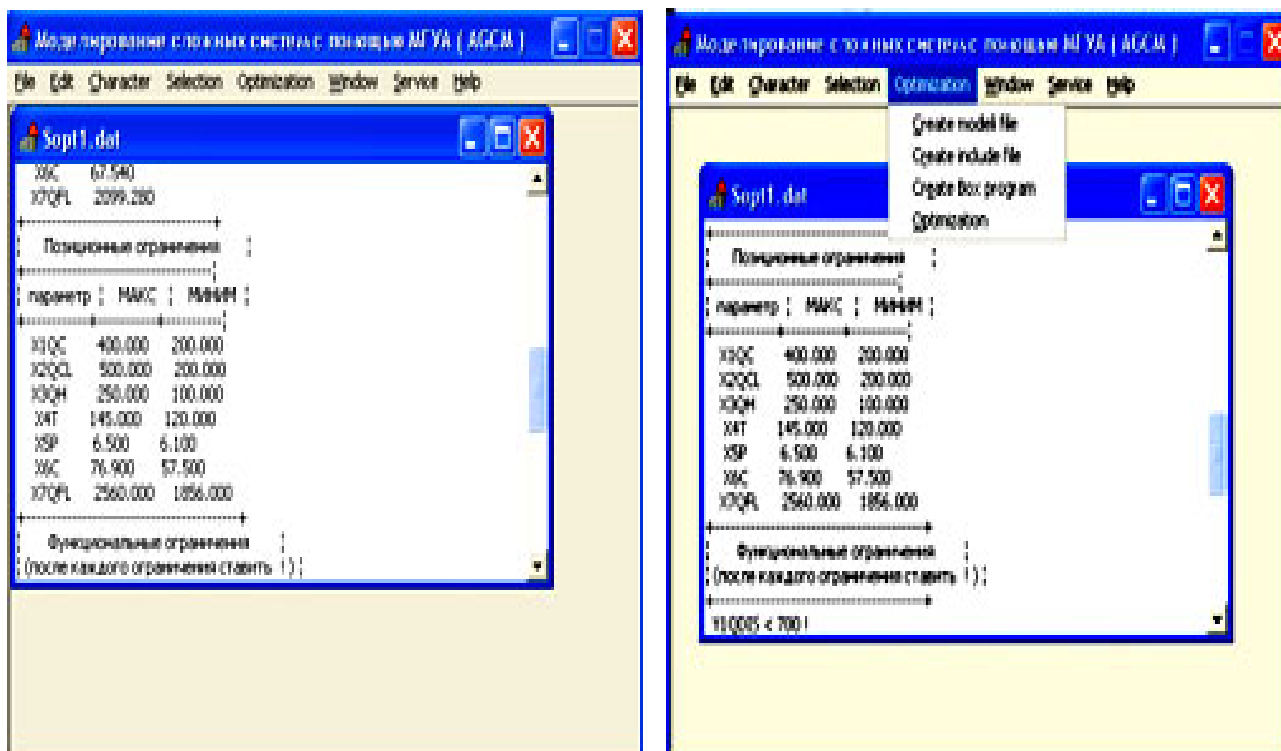 Моделирование сложных систем с помощью МГУА ( AGCM )
File Edit Character Selection Optimization Window Service Help
Sopt1.dat
X6C 67.540
X7QFL 2099.280
Позиционные ограничения
параметр ¦ МАКС ¦ МИНИМ ¦
X1QC 400.000 200.000
X2QCL 500.000 200.000
X3QH 250.000 100.000
X4T 145.000 120.000
X5P 6.500 6.100
X6C 76.900 57.500
X7QFL 2560.000 1856.000
Функциональные ограничения
(после каждого ограничения ставить !)
Моделирование сложных систем с помощью МГУА ( AGCM )
File Edit Character Selection Optimization Window Service Help
Create modell file
Create include file
Create Box program
Optimization
Sopt1.dat
Позиционные ограничения
параметр ¦ МАКС ¦ МИНИМ ¦
X1QC 400.000 200.000
X2QCL 500.000 200.000
X3QH 250.000 100.000
X4T 145.000 120.000
X5P 6.500 6.100
X6C 76.900 57.500
X7QFL 2560.000 1856.000
Функциональные ограничения
(после каждого ограничения ставить !)
< 700 !